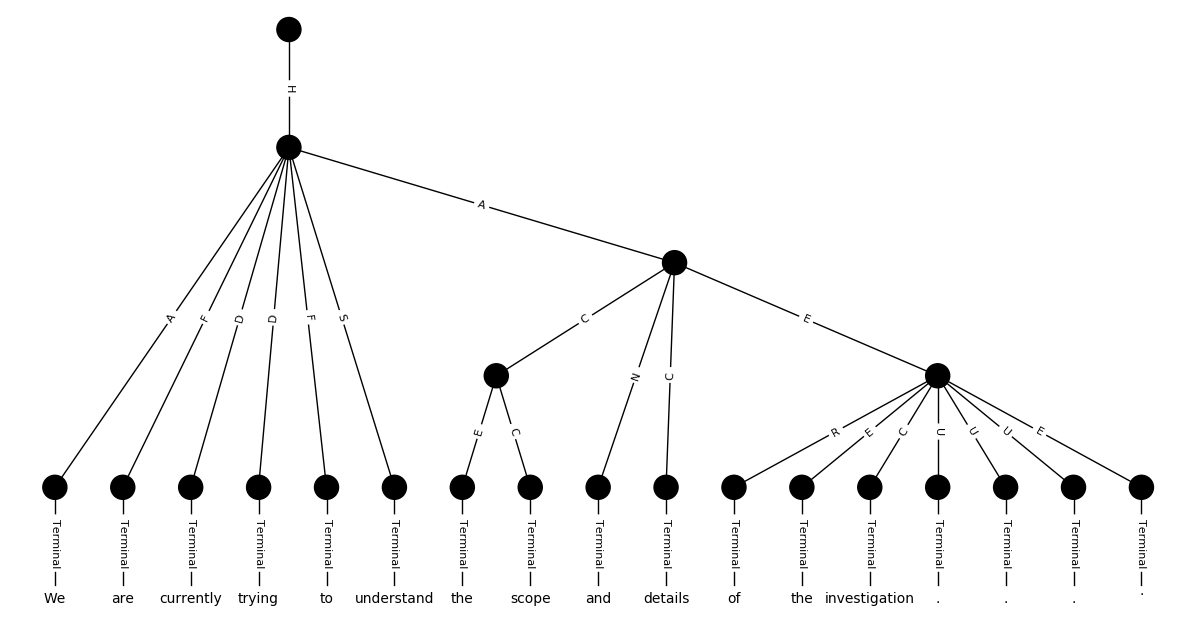 H
A
A F D D F S
C N C E
E C
R E C U U U E
Terminal Terminal Terminal Terminal Terminal Terminal Terminal Terminal Terminal Terminal Terminal Terminal Terminal Terminal Terminal Terminal Terminal
We are currently trying to understand the scope and details of the investigation . . . .